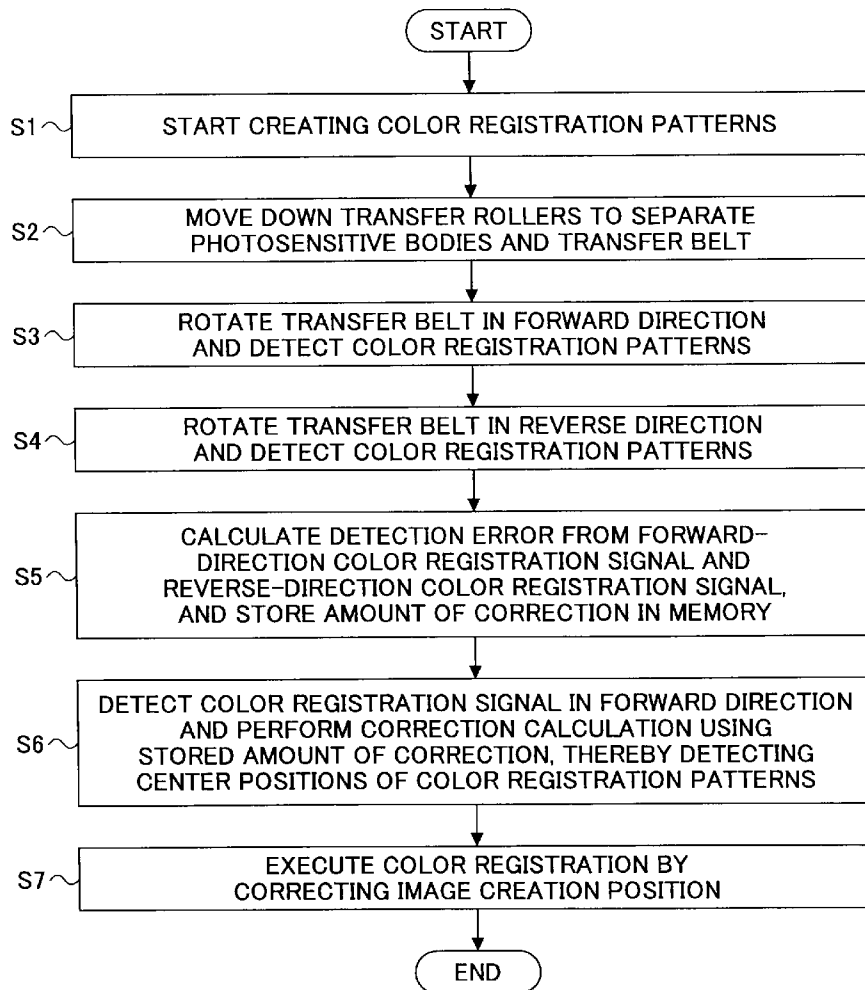 START
S1
START CREATING COLOR REGISTRATION PATTERNS
S2
MOVE DOWN TRANSFER ROLLERS TO SEPARATE
PHOTOSENSITIVE BODIES AND TRANSFER BELT
S3
ROTATE TRANSFER BELT IN FORWARD DIRECTION
AND DETECT COLOR REGISTRATION PATTERNS
S4
ROTATE TRANSFER BELT IN REVERSE DIRECTION
AND DETECT COLOR REGISTRATION PATTERNS
S5
CALCULATE DETECTION ERROR FROM FORWARD-
DIRECTION COLOR REGISTRATION SIGNAL AND
REVERSE-DIRECTION COLOR REGISTRATION SIGNAL,
AND STORE AMOUNT OF CORRECTION IN MEMORY
S6
DETECT COLOR REGISTRATION SIGNAL IN FORWARD DIRECTION
AND PERFORM CORRECTION CALCULATION USING
STORED AMOUNT OF CORRECTION, THEREBY DETECTING
CENTER POSITIONS OF COLOR REGISTRATION PATTERNS
S7
EXECUTE COLOR REGISTRATION BY
CORRECTING IMAGE CREATION POSITION
END